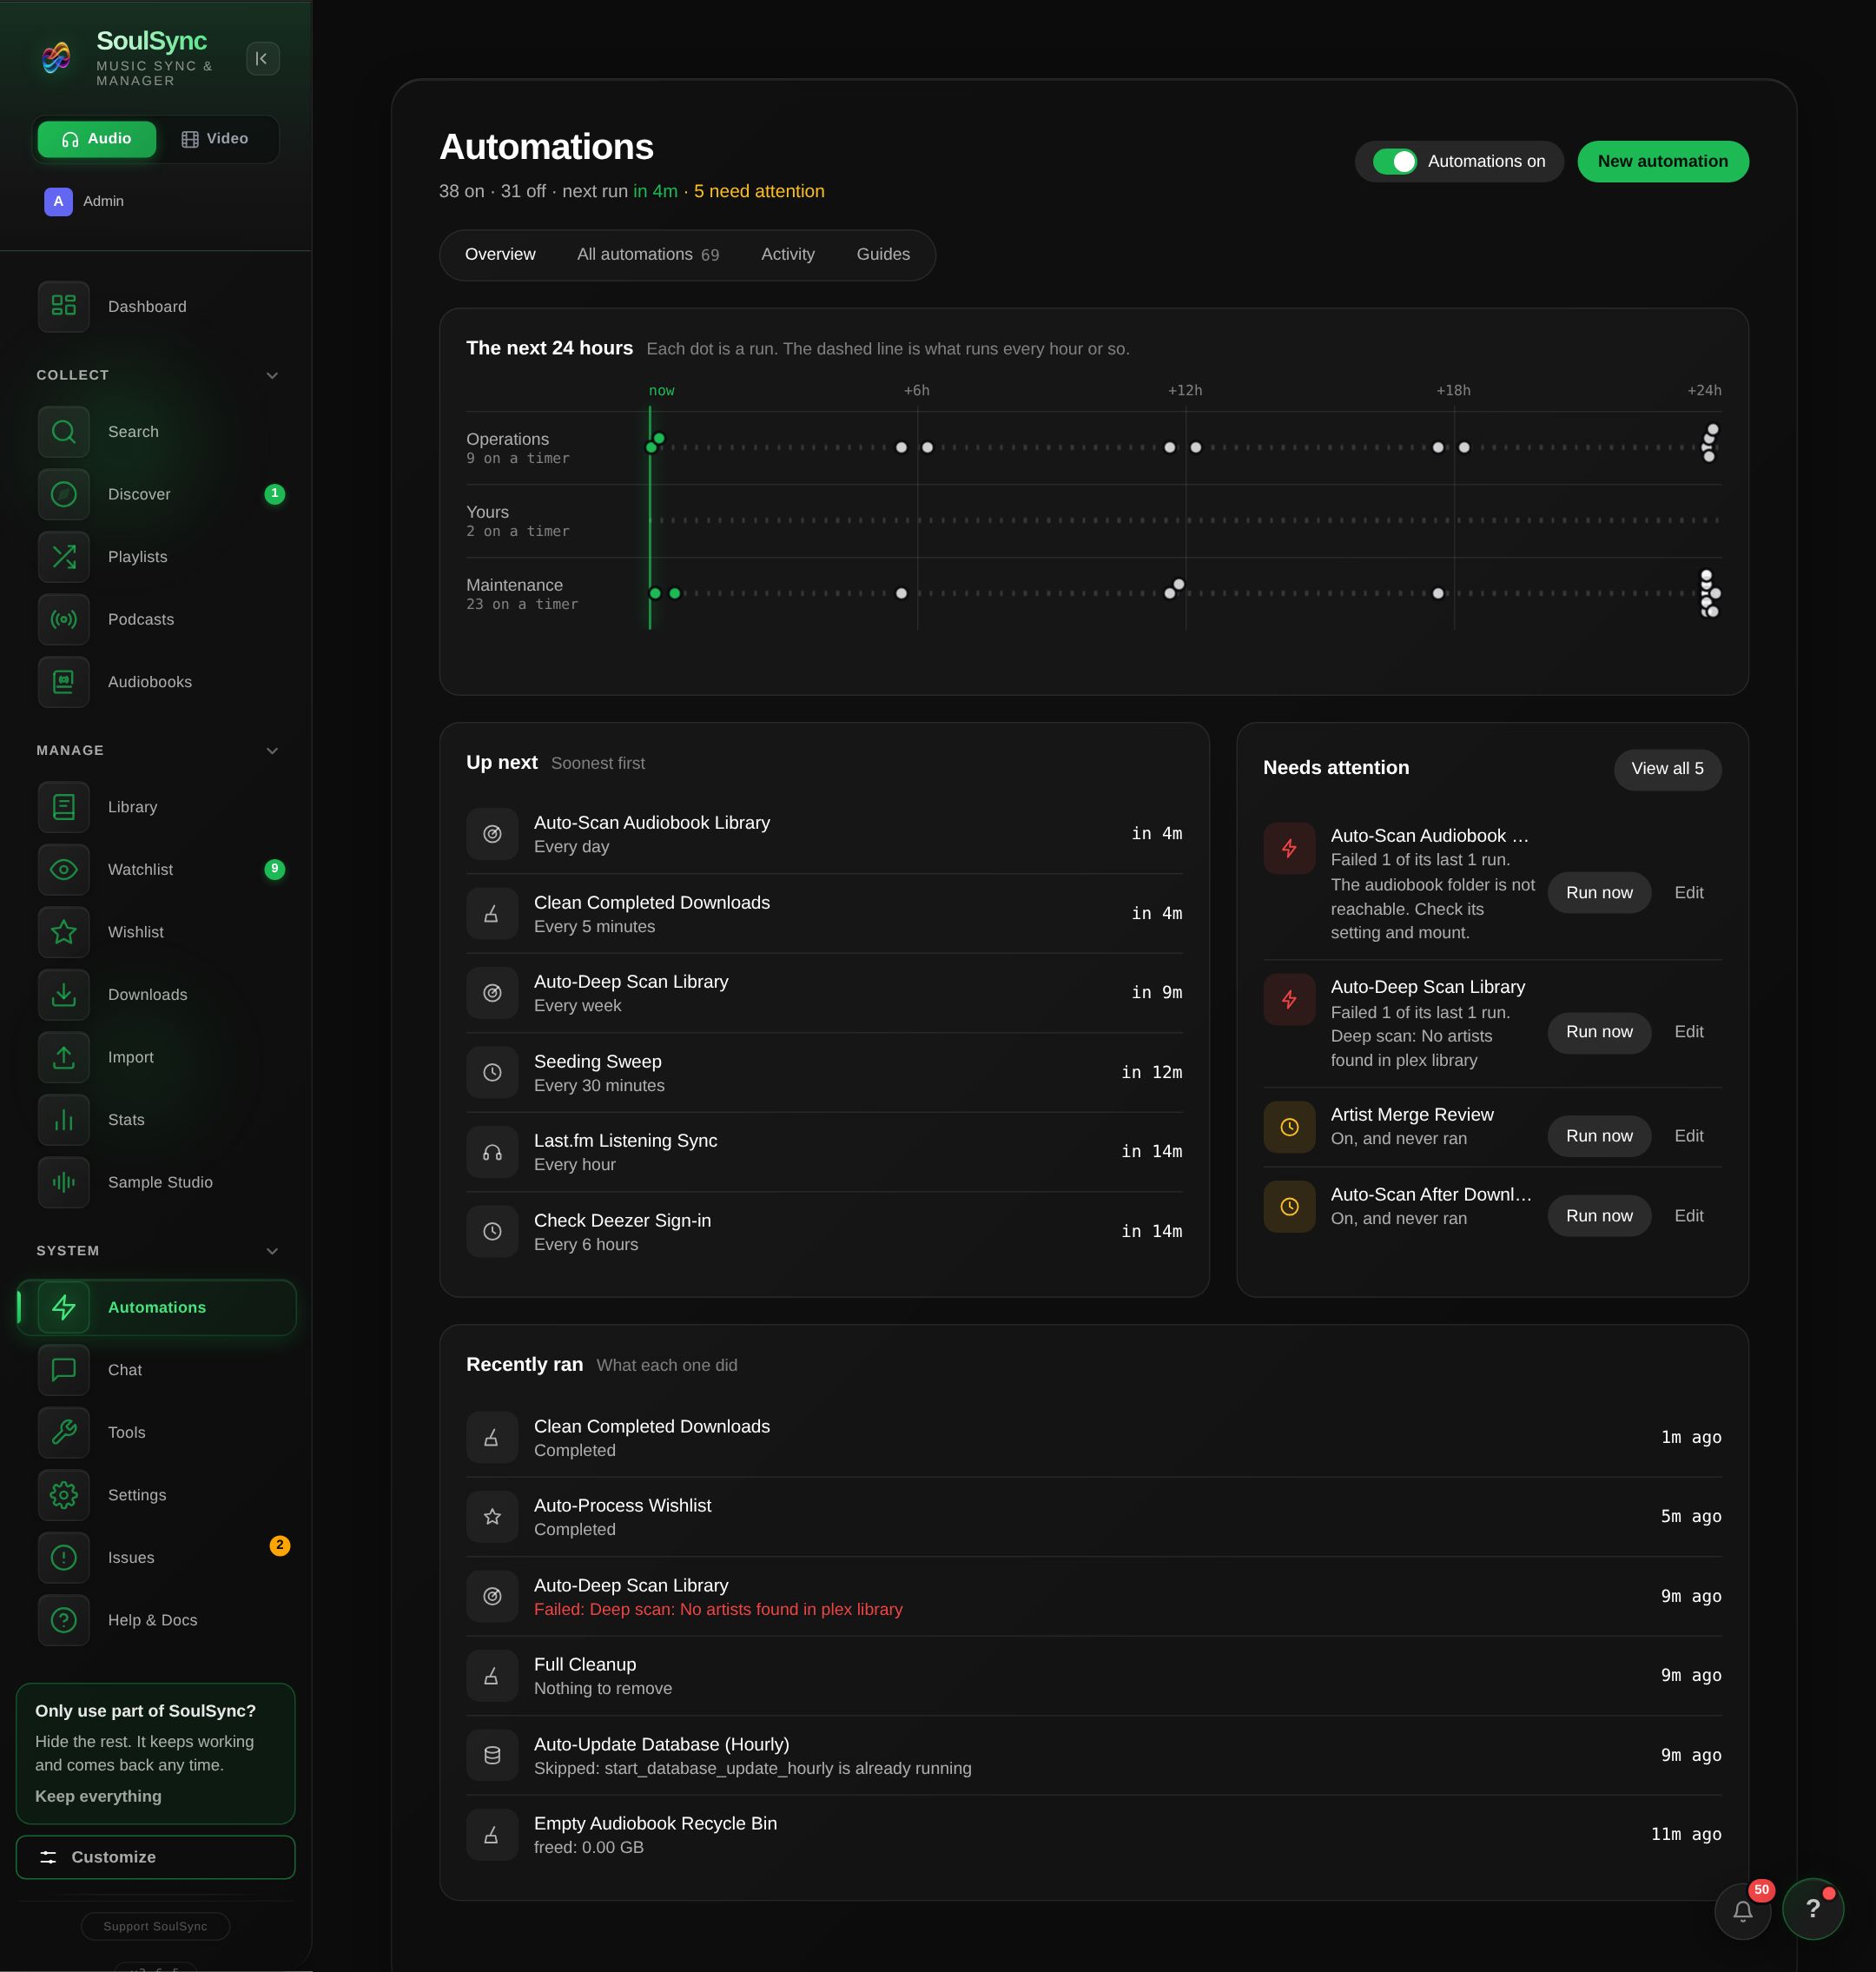 SoulSync
MUSIC SYNC &
MANAGER
Audio
Video
A
Admin
Dashboard
COLLECT
Search
Discover
1
Playlists
Podcasts
Audiobooks
MANAGE
Library
Watchlist
9
Wishlist
Downloads
Import
Stats
Sample Studio
SYSTEM
Automations
Chat
Tools
Settings
Issues
2
Help & Docs
Only use part of SoulSync?
Hide the rest. It keeps working
and comes back any time.
Keep everything
Customize
Support SoulSync
Automations
38 on · 31 off · next run in 4m · 5 need attention
Automations on
New automation
Overview
All automations 69
Activity
Guides
The next 24 hours Each dot is a run. The dashed line is what runs every hour or so.
now
+6h
+12h
+18h
+24h
Operations
9 on a timer
Yours
2 on a timer
Maintenance
23 on a timer
Up next Soonest first
Auto-Scan Audiobook Library
Every day
in 4m
Clean Completed Downloads
Every 5 minutes
in 4m
Auto-Deep Scan Library
Every week
in 9m
Seeding Sweep
Every 30 minutes
in 12m
Last.fm Listening Sync
Every hour
in 14m
Check Deezer Sign-in
Every 6 hours
in 14m
Needs attention
View all 5
Auto-Scan Audiobook …
Failed 1 of its last 1 run.
The audiobook folder is not
reachable. Check its
setting and mount.
Run now
Edit
Auto-Deep Scan Library
Failed 1 of its last 1 run.
Deep scan: No artists
found in plex library
Run now
Edit
Artist Merge Review
On, and never ran
Run now
Edit
Auto-Scan After Downl…
On, and never ran
Run now
Edit
Recently ran What each one did
Clean Completed Downloads
Completed
1m ago
Auto-Process Wishlist
Completed
5m ago
Auto-Deep Scan Library
Failed: Deep scan: No artists found in plex library
9m ago
Full Cleanup
Nothing to remove
9m ago
Auto-Update Database (Hourly)
Skipped: start_database_update_hourly is already running
9m ago
Empty Audiobook Recycle Bin
freed: 0.00 GB
11m ago
50
?